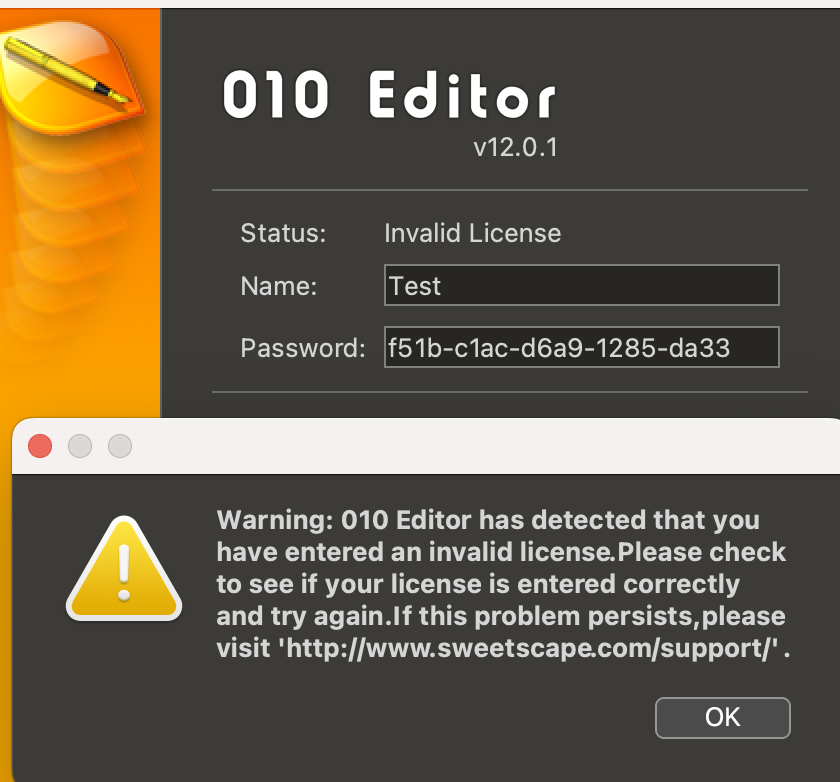 010 Editor
v12.0.1
Status: Invalid License
Name: Test
Password: f51b-c1ac-d6a9-1285-da33
Warning: 010 Editor has detected that you
have entered an invalid license.Please check
to see if your license is entered correctly
and try again.If this problem persists,please
visit 'http://www.sweetscape.com/support/' .
OK